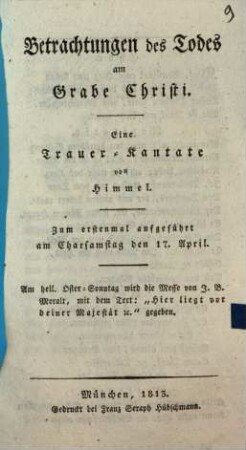 9
Betrachtungen des Todes
am
Grabe Christi.
Eine
Trauer-Kantate
von
Himmel.
Zum erstenmal aufgeführt
am Charsamstag den 17. April.
Am heil. Oster-Sonntag wird die Messe von J. B.
Moralt, mit dem Text: „Hier liegt vor
deiner Majestät ꝛc.“ gegeben.
München, 1813.
Gedruckt bei Franz Seraph Hübschmann.